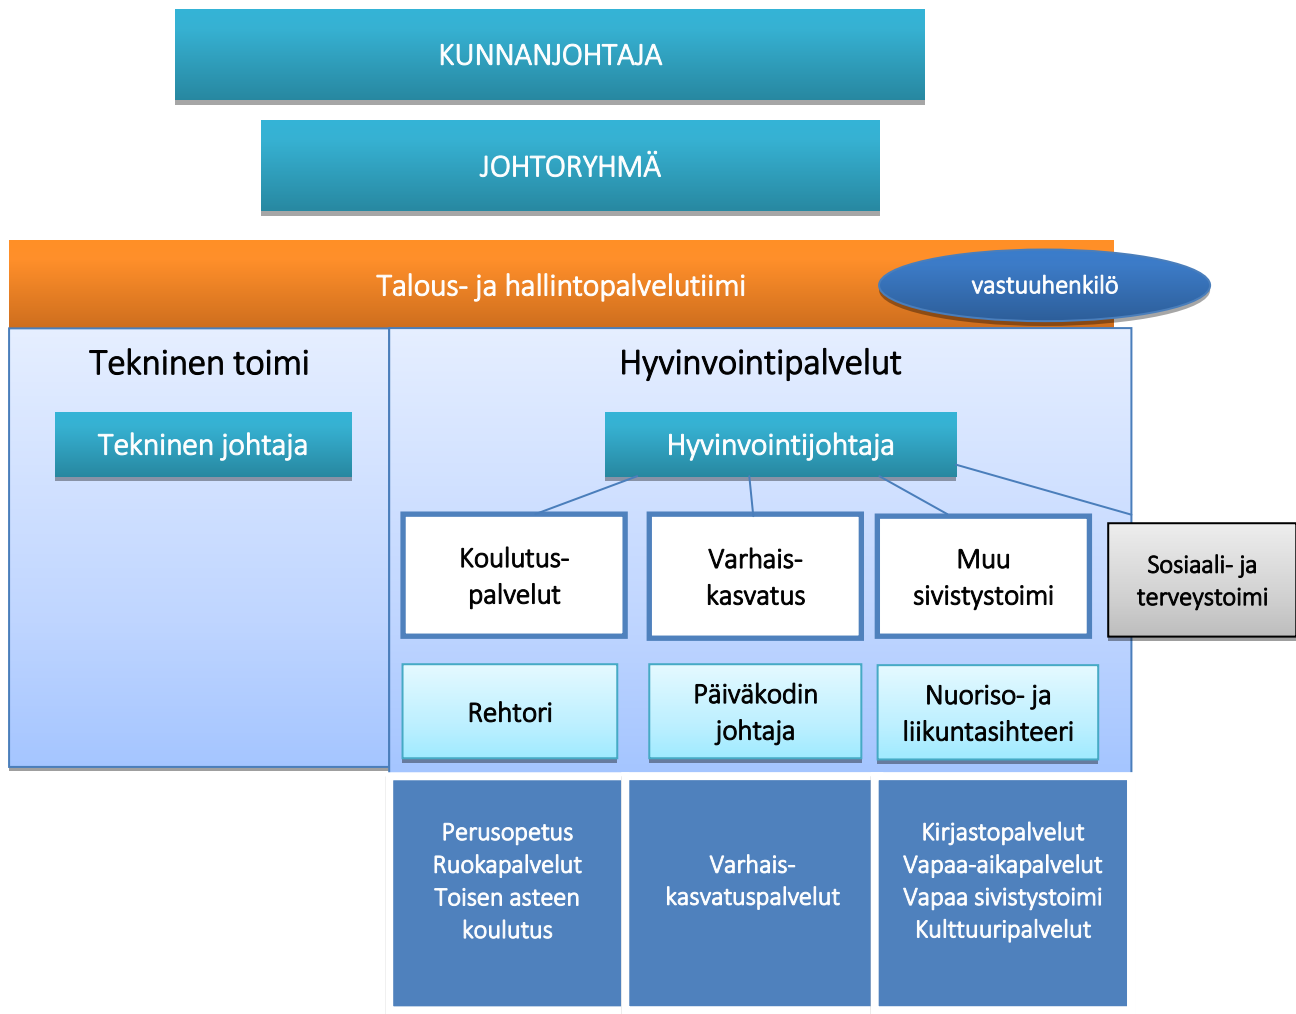 KUNNANJOHTAJA
JOHTORYHMÄ
Talous- ja hallintopalvelutiimi
vastuuhenkilö
Tekninen toimi
Hyvinvointipalvelut
Tekninen johtaja
Hyvinvointijohtaja
Koulutus-
palvelut
Varhais-
kasvatus
Muu
sivistystoimi
Sosiaali- ja
terveystoimi
Rehtori
Päiväkodin
johtaja
Nuoriso- ja
liikuntasihteeri
Perusopetus
Ruokapalvelut
Toisen asteen
koulutus
Varhais-
kasvatuspalvelut
Kirjastopalvelut
Vapaa-aikapalvelut
Vapaa sivistystoimi
Kulttuuripalvelut